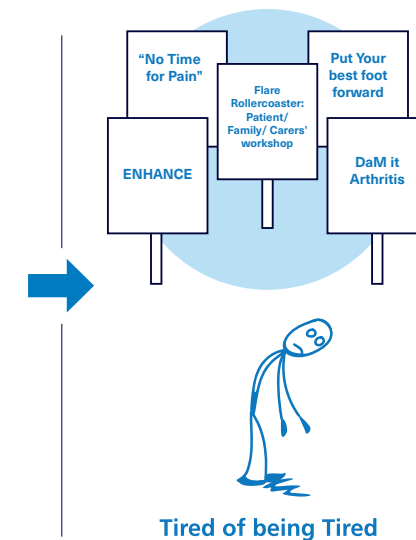 “No Time
for Pain”
Put Your
best foot
forward
Flare
Rollercoaster:
Patient/
Family/ Carers’
workshop
ENHANCE
DaM it
Arthritis
Tired of being Tired